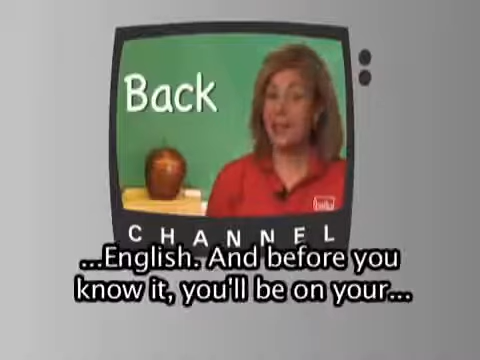 Back
CHANNEL
...English. And before you
know it, you'll be on your...